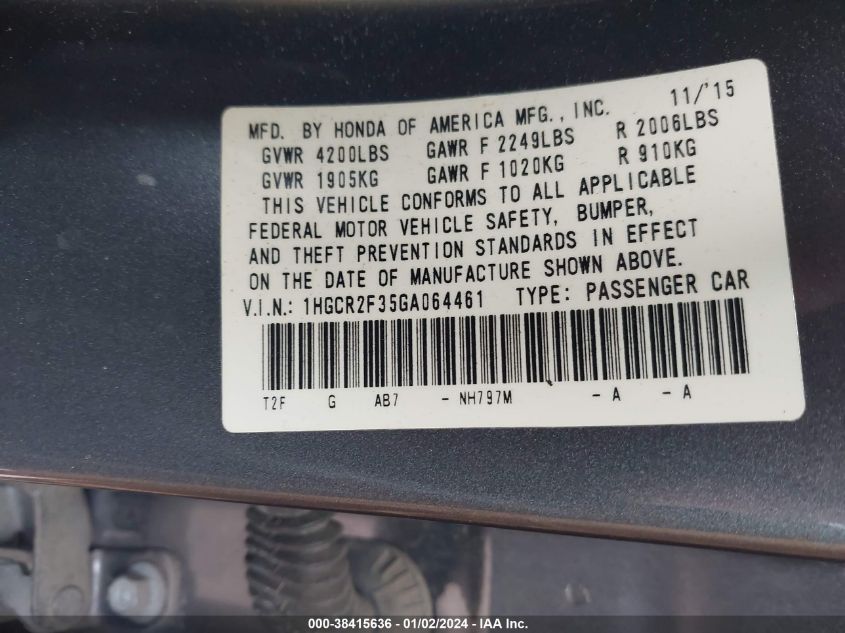 11/'15
MFD. BY HONDA OF AMERICA MFG., INC.
GVWR 4200LBS GAWR F 2249LBS R 2006LBS
GVWR 1905KG GAWR F 1020KG R 910KG
THIS VEHICLE CONFORMS TO ALL APPLICABLE
FEDERAL MOTOR VEHICLE SAFETY, BUMPER,
AND THEFT PREVENTION STANDARDS IN EFFECT
ON THE DATE OF MANUFACTURE SHOWN ABOVE.
V.I.N.: 1HGCR2F35GA064461 TYPE: PASSENGER CAR
T2F G AB7 - NH797M - A - A
000-38415636 - 01/02/2024 - IAA Inc.